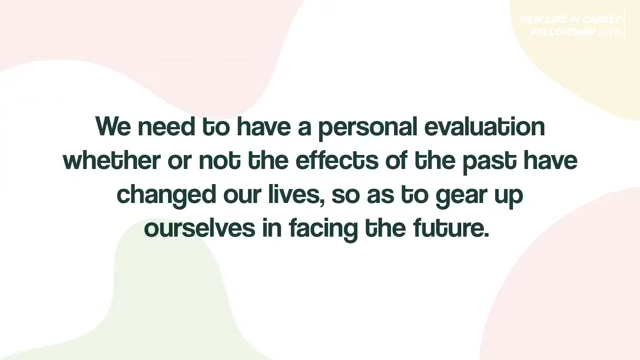 NEW LIFE IN CHRIST
FELLOWSHIP
We need to have a personal evaluation
whether or not the effects of the past have
changed our lives, so as to gear up
ourselves in facing the future.